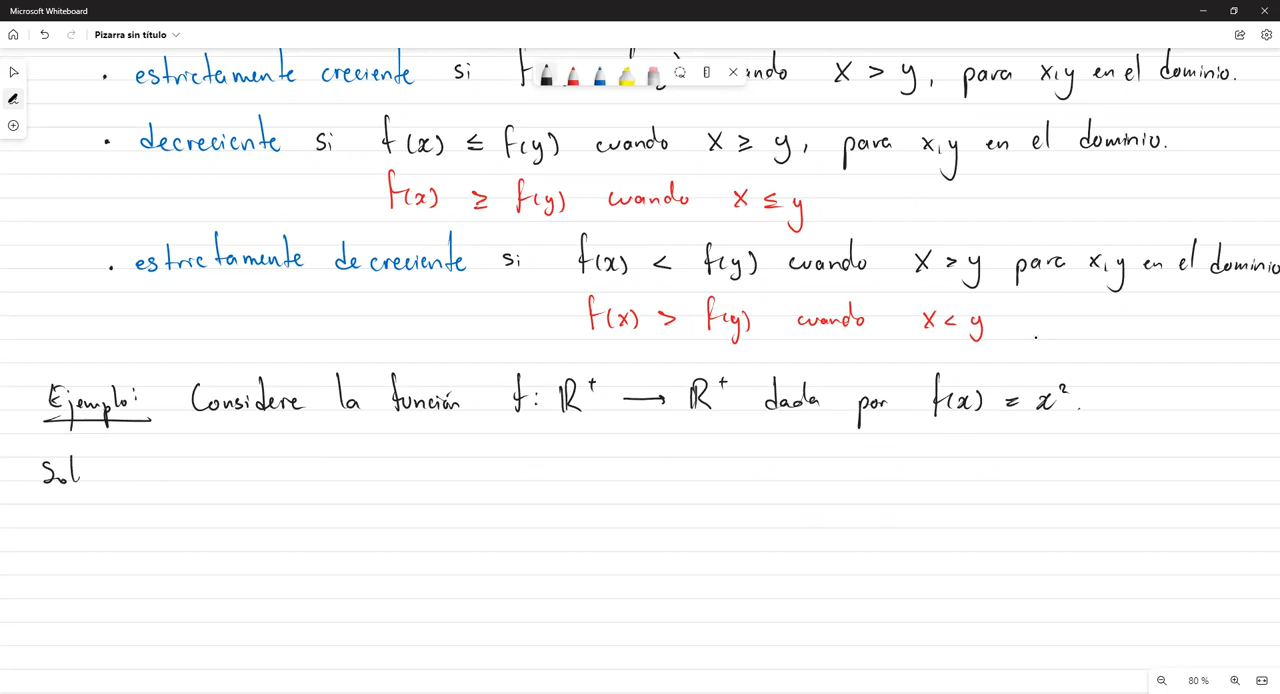 Microsoft Whiteboard
Pizarra sin título
· estrictamente creciente si f ndo x > y, para x,y en el dominio.
· decreciente si f(x) ≤ f(y) cuando x ≥ y, para x,y en el dominio.
f(x) ≥ f(y) cuando x ≤ y
· estrictamente decreciente si f(x) < f(y) cuando x > y para x,y en el dominio
f(x) > f(y) cuando x < y
Ejemplo: Considere la función f: ℝ⁺ → ℝ⁺ dada por f(x) = x².
Sol
80 %